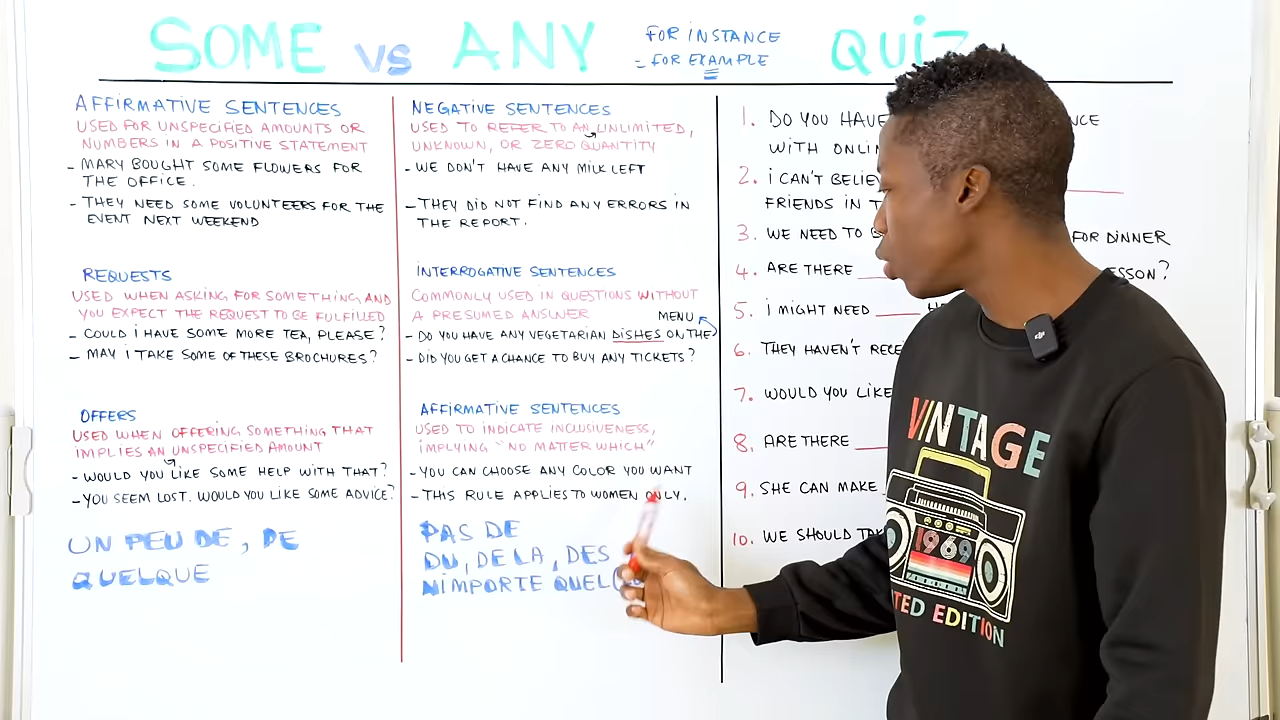 SOME VS ANY
FOR INSTANCE
= FOR EXAMPLE
QUIZ
AFFIRMATIVE SENTENCES
USED FOR UNSPECIFIED AMOUNTS OR
NUMBERS IN A POSITIVE STATEMENT
- MARY BOUGHT SOME FLOWERS FOR
THE OFFICE.
- THEY NEED SOME VOLUNTEERS FOR THE
EVENT NEXT WEEKEND
REQUESTS
USED WHEN ASKING FOR SOMETHING AND
YOU EXPECT THE REQUEST TO BE FULFILLED
- COULD I HAVE SOME MORE TEA, PLEASE?
- MAY I TAKE SOME OF THESE BROCHURES?
OFFERS
USED WHEN OFFERING SOMETHING THAT
IMPLIES AN UNSPECIFIED AMOUNT
- WOULD YOU LIKE SOME HELP WITH THAT?
- YOU SEEM LOST. WOULD YOU LIKE SOME ADVICE?
UN PEU DE, DE
QUELQUE
NEGATIVE SENTENCES
USED TO REFER TO AN UNLIMITED,
UNKNOWN, OR ZERO QUANTITY
- WE DON'T HAVE ANY MILK LEFT
- THEY DID NOT FIND ANY ERRORS IN
THE REPORT.
INTERROGATIVE SENTENCES
COMMONLY USED IN QUESTIONS WITHOUT
A PRESUMED ANSWER
MENU
- DO YOU HAVE ANY VEGETARIAN DISHES ON THE
- DID YOU GET A CHANCE TO BUY ANY TICKETS?
AFFIRMATIVE SENTENCES
USED TO INDICATE INCLUSIVENESS,
IMPLYING "NO MATTER WHICH"
- YOU CAN CHOOSE ANY COLOR YOU WANT
- THIS RULE APPLIES TO WOMEN ONLY.
PAS DE
DU, DE LA, DES
NIMPORTE
1. DO YOU HAVE
WITH
2. I CAN'T
FRIENDS IN
3. WE NEED TO FOR DINNER
4. ARE THERE ___
5. I MIGHT NEED ____
6. THEY HAVEN'T
7. WOULD YOU LIKE
8. ARE THERE ___
9. SHE CAN MAKE
10. WE SHOULD
VINTAGE
1969
EDITION